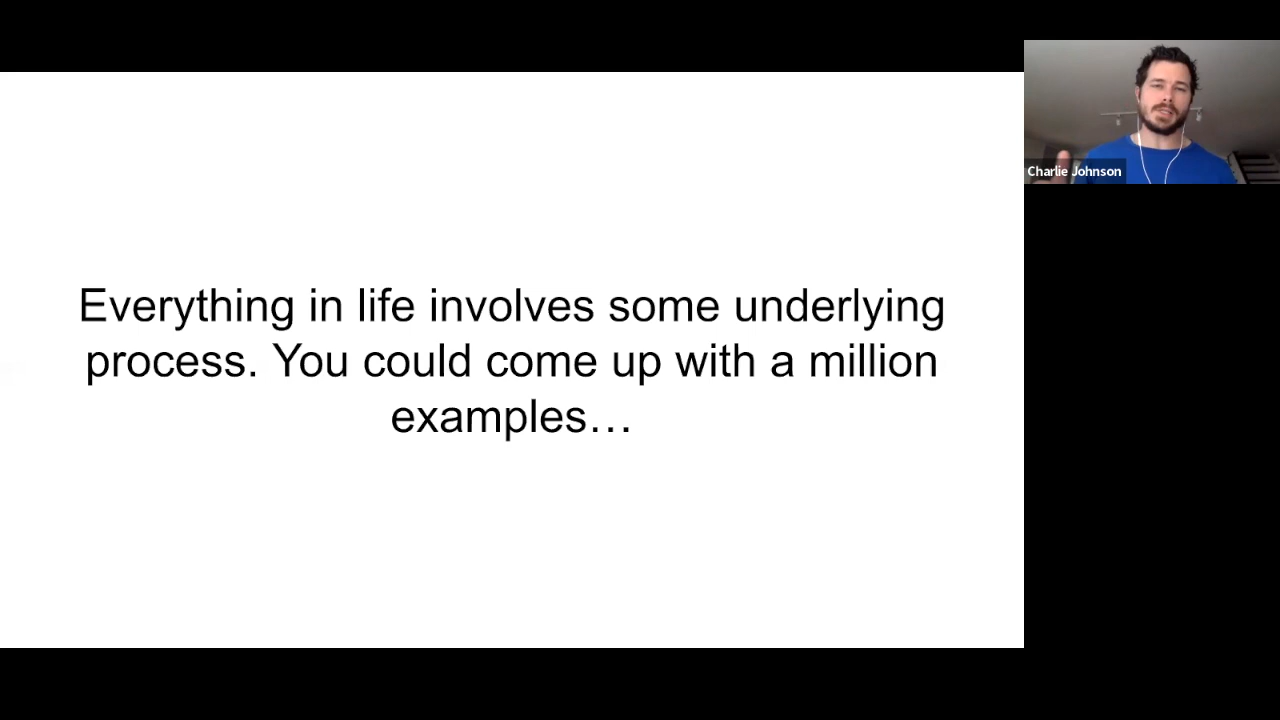 Everything in life involves some underlying
process. You could come up with a million
examples…
Charlie Johnson